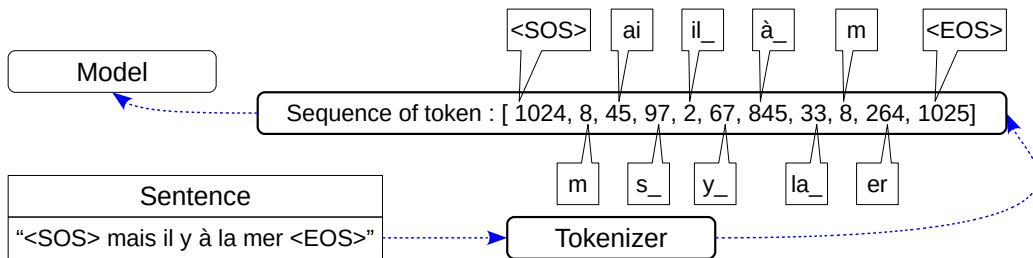 <SOS> ai il_ à_ m <EOS>
Model
Sequence of token : [ 1024, 8, 45, 97, 2, 67, 845, 33, 8, 264, 1025]
m s_ y_ la_ er
Sentence
“<SOS> mais il y à la mer <EOS>”
Tokenizer